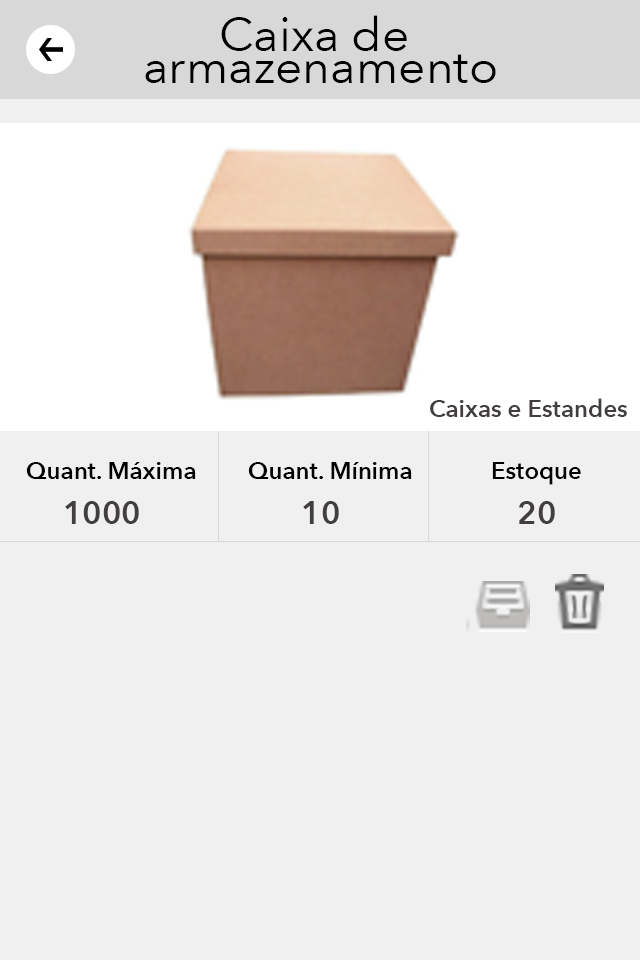 Caixa de
armazenamento
Caixas e Estandes
Quant. Máxima
1000
Quant. Mínima
10
Estoque
20